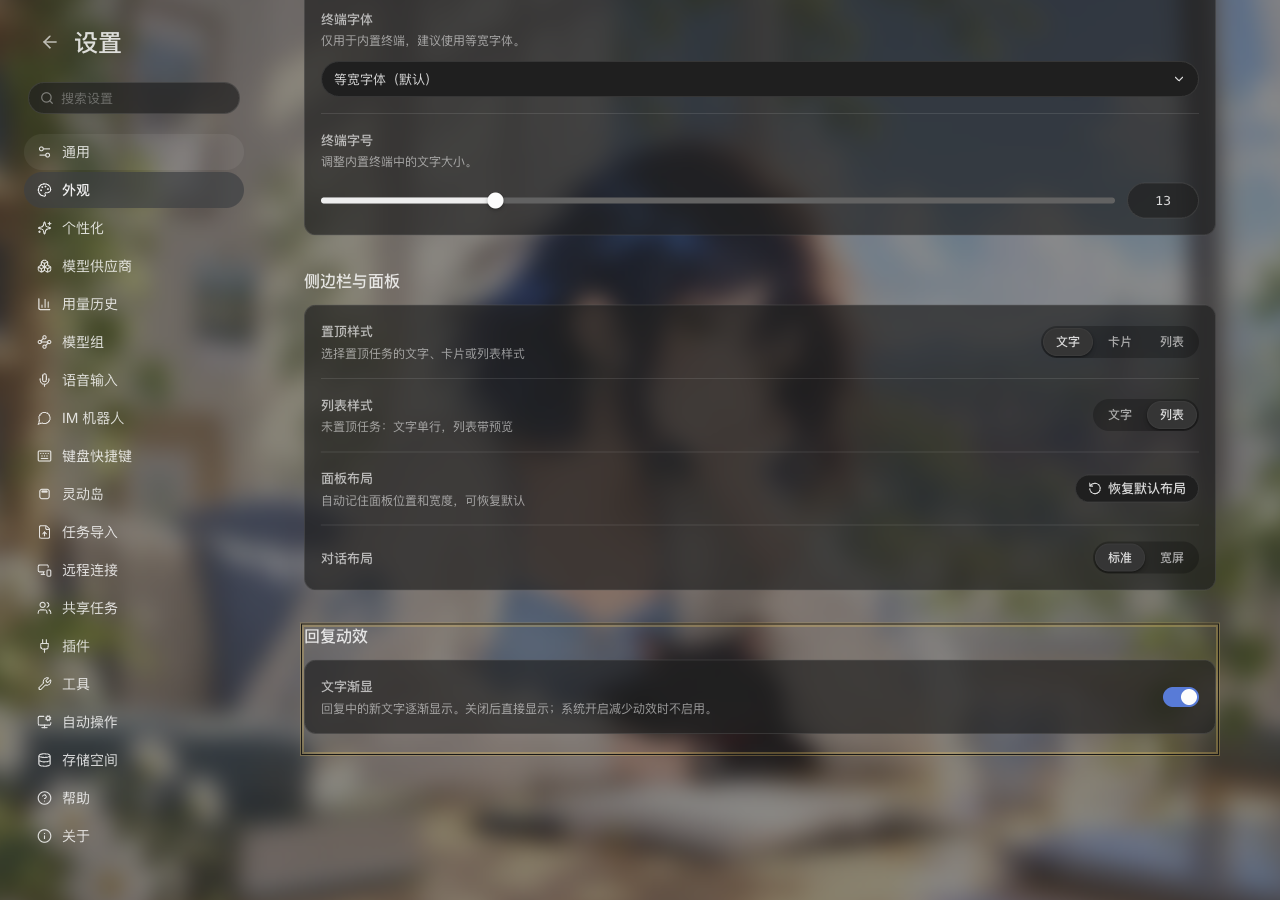 设置
搜索设置
通用
外观
个性化
模型供应商
用量历史
模型组
语音输入
IM 机器人
键盘快捷键
灵动岛
任务导入
远程连接
共享任务
插件
工具
自动操作
存储空间
帮助
关于
终端字体
仅用于内置终端，建议使用等宽字体。
等宽字体（默认）
终端字号
调整内置终端中的文字大小。
13
侧边栏与面板
置顶样式
选择置顶任务的文字、卡片或列表样式
文字 卡片 列表
列表样式
未置顶任务：文字单行，列表带预览
文字 列表
面板布局
自动记住面板位置和宽度，可恢复默认
恢复默认布局
对话布局
标准 宽屏
回复动效
文字渐显
回复中的新文字逐渐显示。关闭后直接显示；系统开启减少动效时不启用。